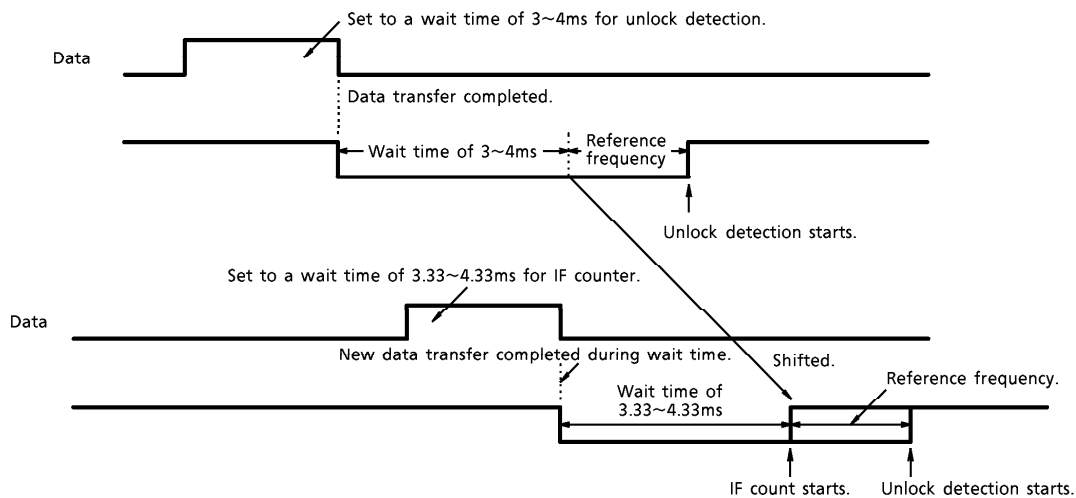 Set to a wait time of 3~4ms for unlock detection.
Data
Data transfer completed.
Wait time of 3~4ms
Reference
frequency
Unlock detection starts.
Set to a wait time of 3.33~4.33ms for IF counter.
Data
New data transfer completed during wait time.
Shifted.
Reference frequency.
Wait time of
3.33~4.33ms
IF count starts.
Unlock detection starts.